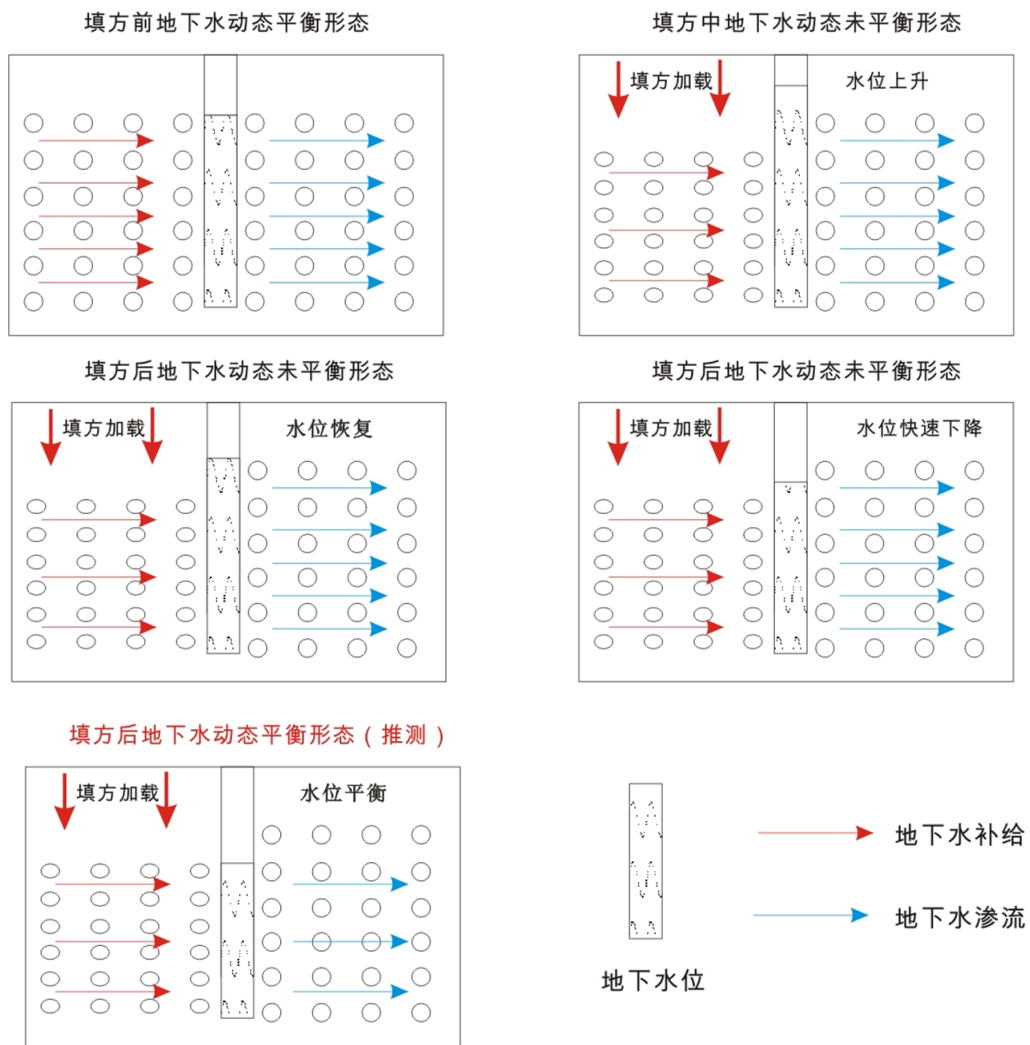 填方前地下水动态平衡形态
填方中地下水动态未平衡形态
填方加载
水位上升
填方后地下水动态未平衡形态
填方后地下水动态未平衡形态
填方加载
水位恢复
填方加载
水位快速下降
填方后地下水动态平衡形态（推测）
填方加载
水位平衡
地下水补给
地下水渗流
地下水位